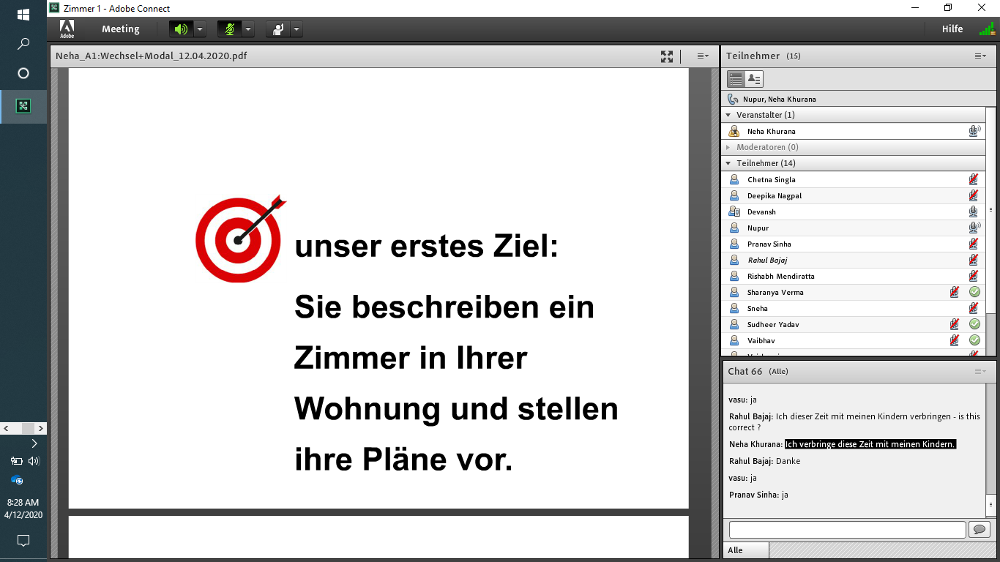 Zimmer 1 - Adobe Connect
Adobe
Meeting
Hilfe
Neha_A1:Wechsel+Modal_12.04.2020.pdf
unser erstes Ziel:
Sie beschreiben ein
Zimmer in Ihrer
Wohnung und stellen
ihre Pläne vor.
Teilnehmer (15)
Nupur, Neha Khurana
Veranstalter (1)
Neha Khurana
Moderatoren (0)
Teilnehmer (14)
Chetna Singla
Deepika Nagpal
Devansh
Nupur
Pranav Sinha
Rahul Bajaj
Rishabh Mendiratta
Sharanya Verma
Sneha
Sudheer Yadav
Vaibhav
Chat 66 (Alle)
vasu: ja
Rahul Bajaj: Ich dieser Zeit mit meinen Kindern verbringen - is this
correct ?
Neha Khurana: Ich verbringe diese Zeit mit meinen Kindern.
Rahul Bajaj: Danke
vasu: ja
Pranav Sinha: ja
Alle
8:28 AM
4/12/2020